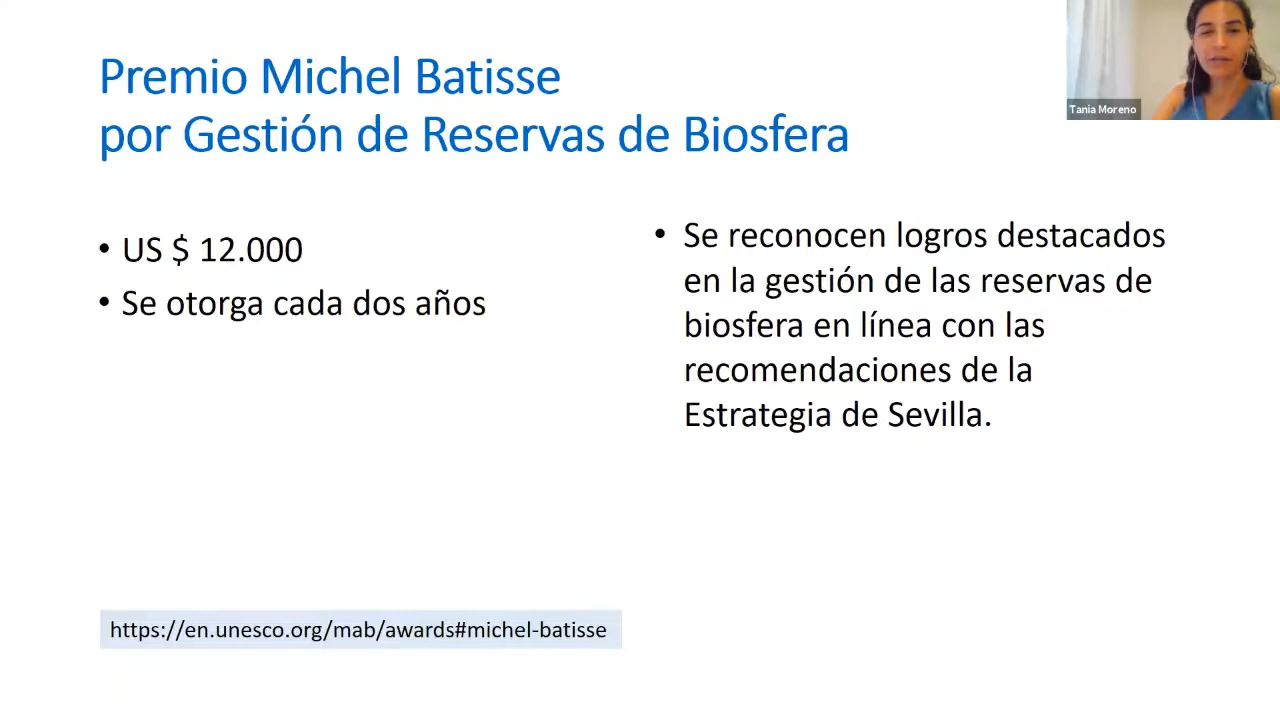 Premio Michel Batisse
por Gestión de Reservas de Biosfera
Tania Moreno
• US $ 12.000
• Se otorga cada dos años
• Se reconocen logros destacados
en la gestión de las reservas de
biosfera en línea con las
recomendaciones de la
Estrategia de Sevilla.
https://en.unesco.org/mab/awards#michel-batisse